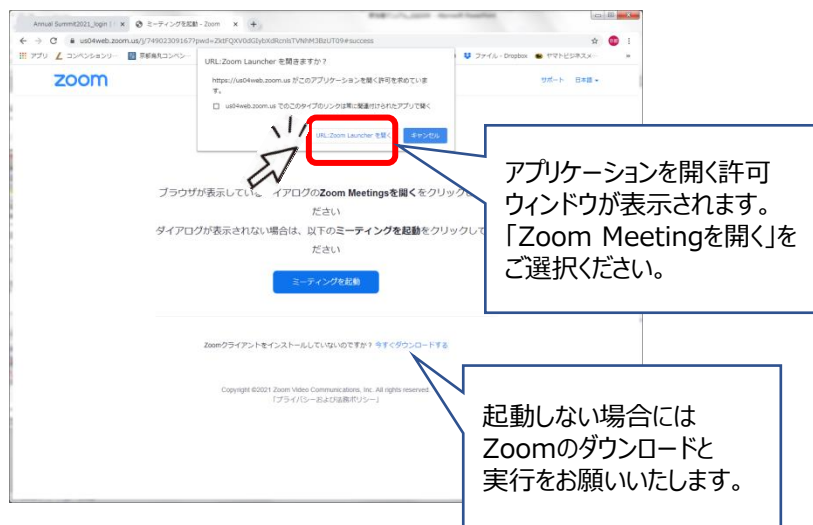 Annual Summit2021_login |
ミーティングを起動 - Zoom
us04web.zoom.us/j/74902309167?pwd=ZktFQXV0dGIybXdRcnlsTVNhM3BzUT09#success
アプリ
コンベンションリ…
京都烏丸コンベン…
ファイル - Dropbox
ヤマトビジネスメ…
zoom
サポート 日本語
URL:Zoom Launcher を開きますか？
https://us04web.zoom.us がこのアプリケーションを開く許可を求めていま
す。
us04web.zoom.us でのこのタイプのリンクは常に関連付けられたアプリで開く
URL:Zoom Launcher を開く
キャンセル
アプリケーションを開く許可
ウィンドウが表示されます。
「Zoom Meetingを開く」を
ご選択ください。
ブラウザが表示してい イアログのZoom Meetingsを開くをクリック
ださい
ダイアログが表示されない場合は、以下のミーティングを起動をクリックして
ださい
ミーティングを起動
Zoomクライアントをインストールしていないのですか？ 今すぐダウンロードする
Copyright ©2021 Zoom Video Communications, Inc. All rights reserved.
「プライバシーおよび法務ポリシー」
起動しない場合には
Zoomのダウンロードと
実行をお願いいたします。